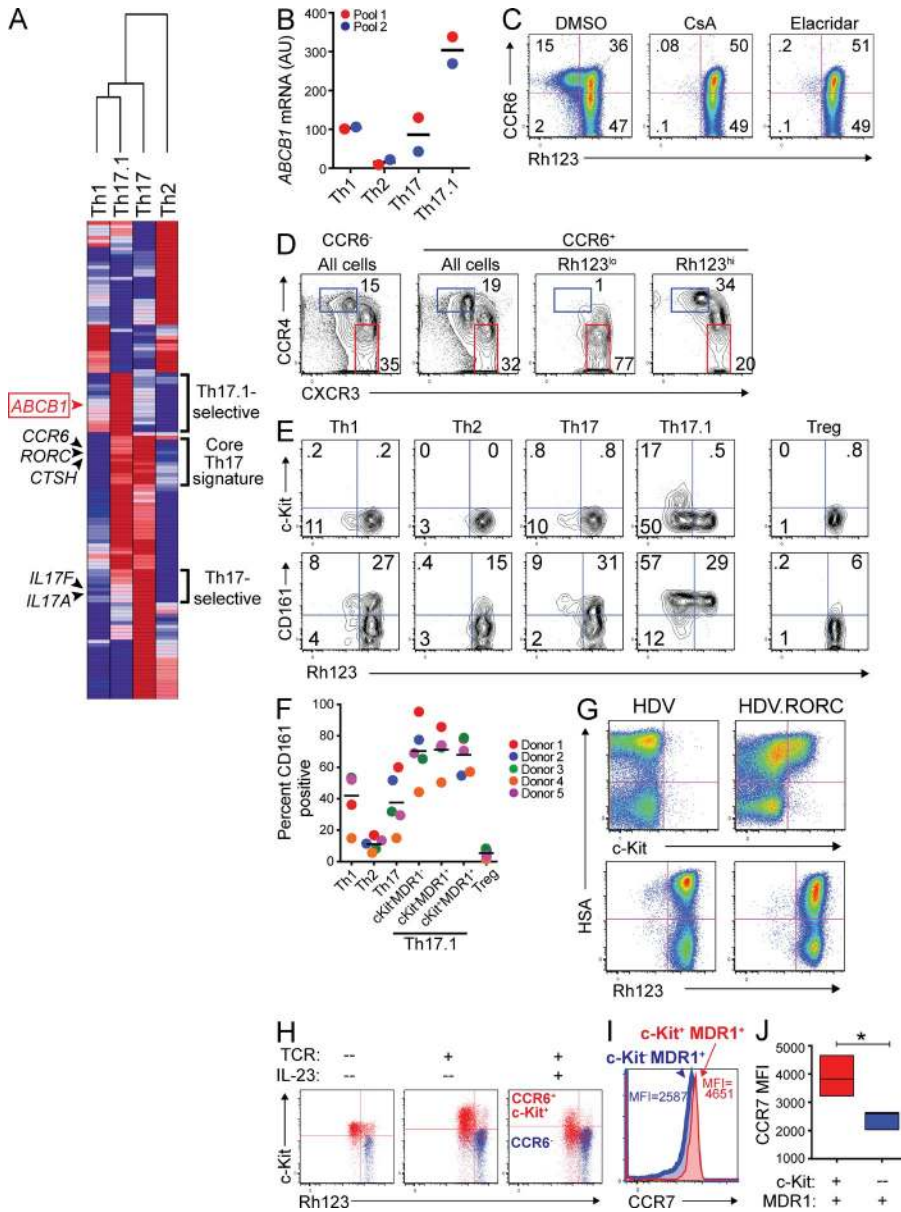 A
Th1
Th17.1
Th17
Th2
ABCB1
CCR6
RORC
CTSH
IL17F
IL17A
Th17.1-
selective
Core
Th17
signature
Th17-
selective
B
Pool 1
Pool 2
ABCB1 mRNA (AU)
400
300
200
100
0
Th1
Th2
Th17
Th17.1
C
DMSO
CsA
Elacridar
15 36
2 47
.08 50
.1 49
.2 51
.1 49
CCR6
Rh123
D
CCR6-
CCR6+
All cells
All cells
Rh123lo
Rh123hi
15
35
19
32
1
77
34
20
CCR4
CXCR3
E
Th1
Th2
Th17
Th17.1
Treg
.2 .2
11
0 0
3
.8 .8
10
17 .5
50
0 .8
1
c-Kit
8 27
4
.4 15
3
9 31
2
57 29
12
.2 6
1
CD161
Rh123
F
Percent CD161
positive
100
80
60
40
20
0
Donor 1
Donor 2
Donor 3
Donor 4
Donor 5
Th1
Th2
Th17
cKit-MDR1-
cKit-MDR1+
cKit+MDR1+
Treg
Th17.1
G
HDV
HDV.RORC
c-Kit
HSA
Rh123
H
TCR: -- + +
IL-23: -- -- +
CCR6+
c-Kit+
CCR6-
c-Kit
Rh123
I
c-Kit+ MDR1+
c-Kit-MDR1+
MFI=2587
MFI=
4651
CCR7
J
*
CCR7 MFI
5000
4000
3000
2000
1000
c-Kit: + --
MDR1: + +